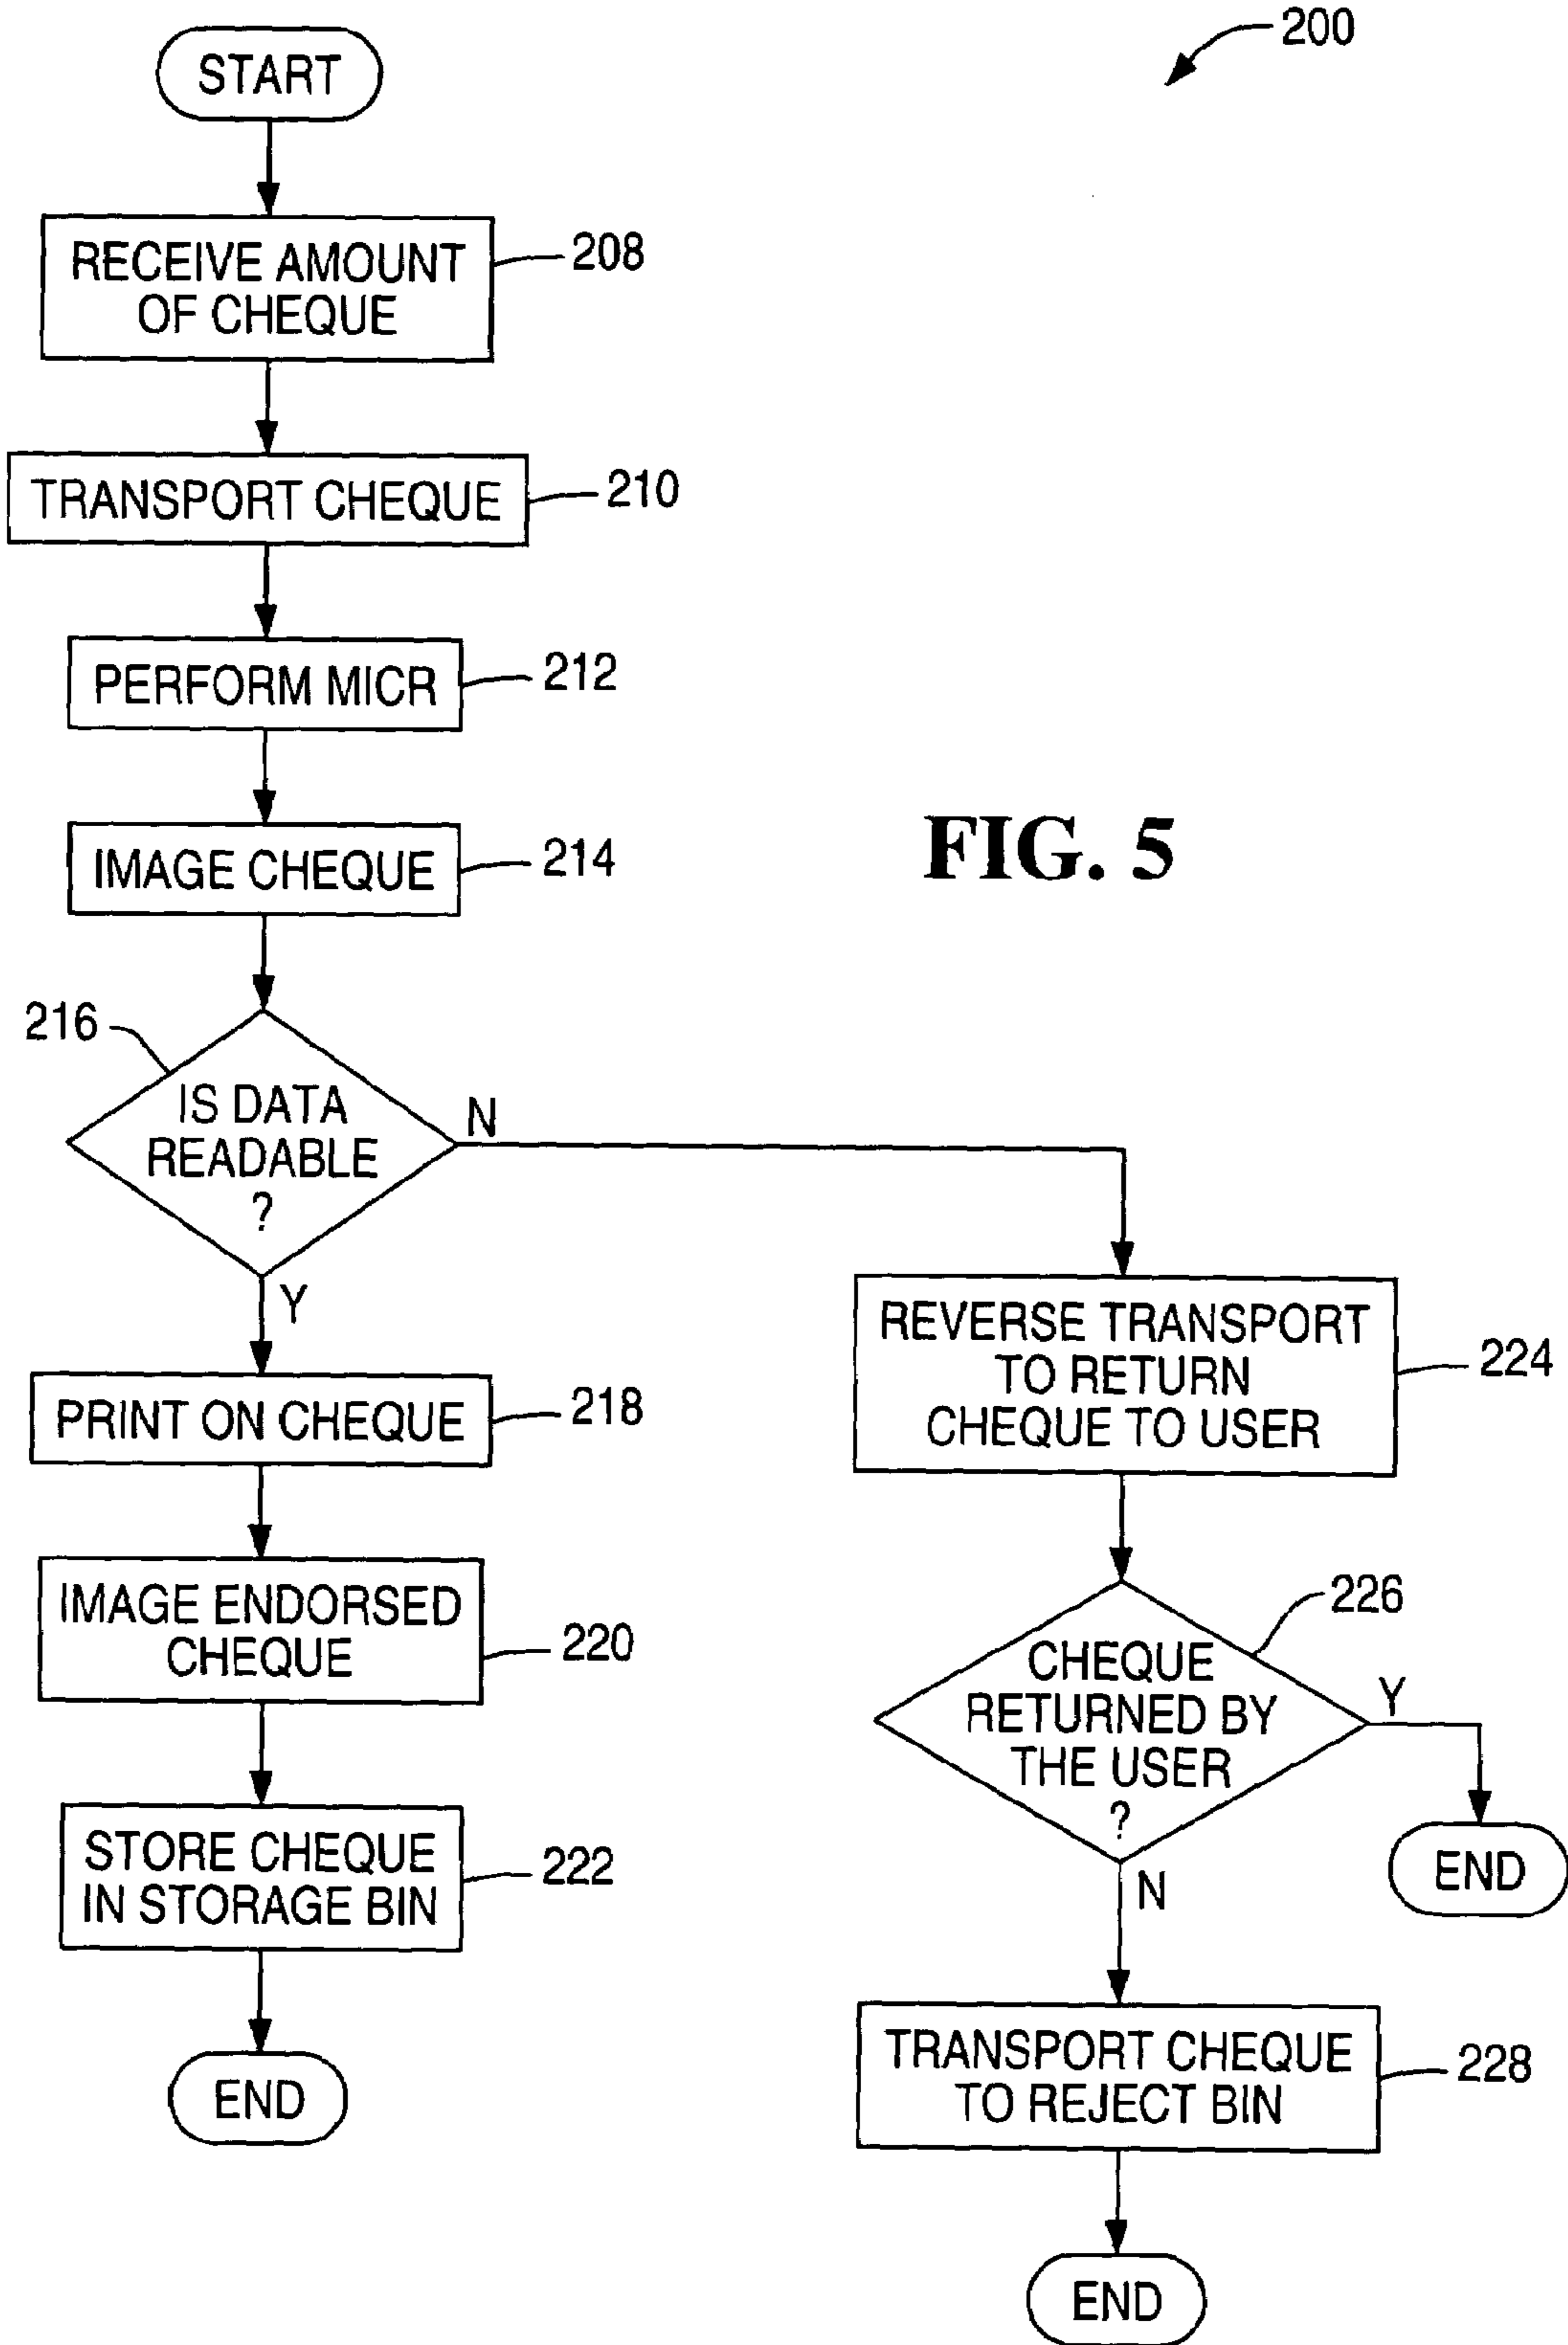 200
START
RECEIVE AMOUNT
OF CHEQUE
208
TRANSPORT CHEQUE
210
PERFORM MICR
212
IMAGE CHEQUE
214
FIG. 5
216
IS DATA
READABLE
?
N
Y
PRINT ON CHEQUE
218
IMAGE ENDORSED
CHEQUE
220
STORE CHEQUE
IN STORAGE BIN
222
END
REVERSE TRANSPORT
TO RETURN
CHEQUE TO USER
224
226
CHEQUE
RETURNED BY
THE USER
?
Y
END
N
TRANSPORT CHEQUE
TO REJECT BIN
228
END